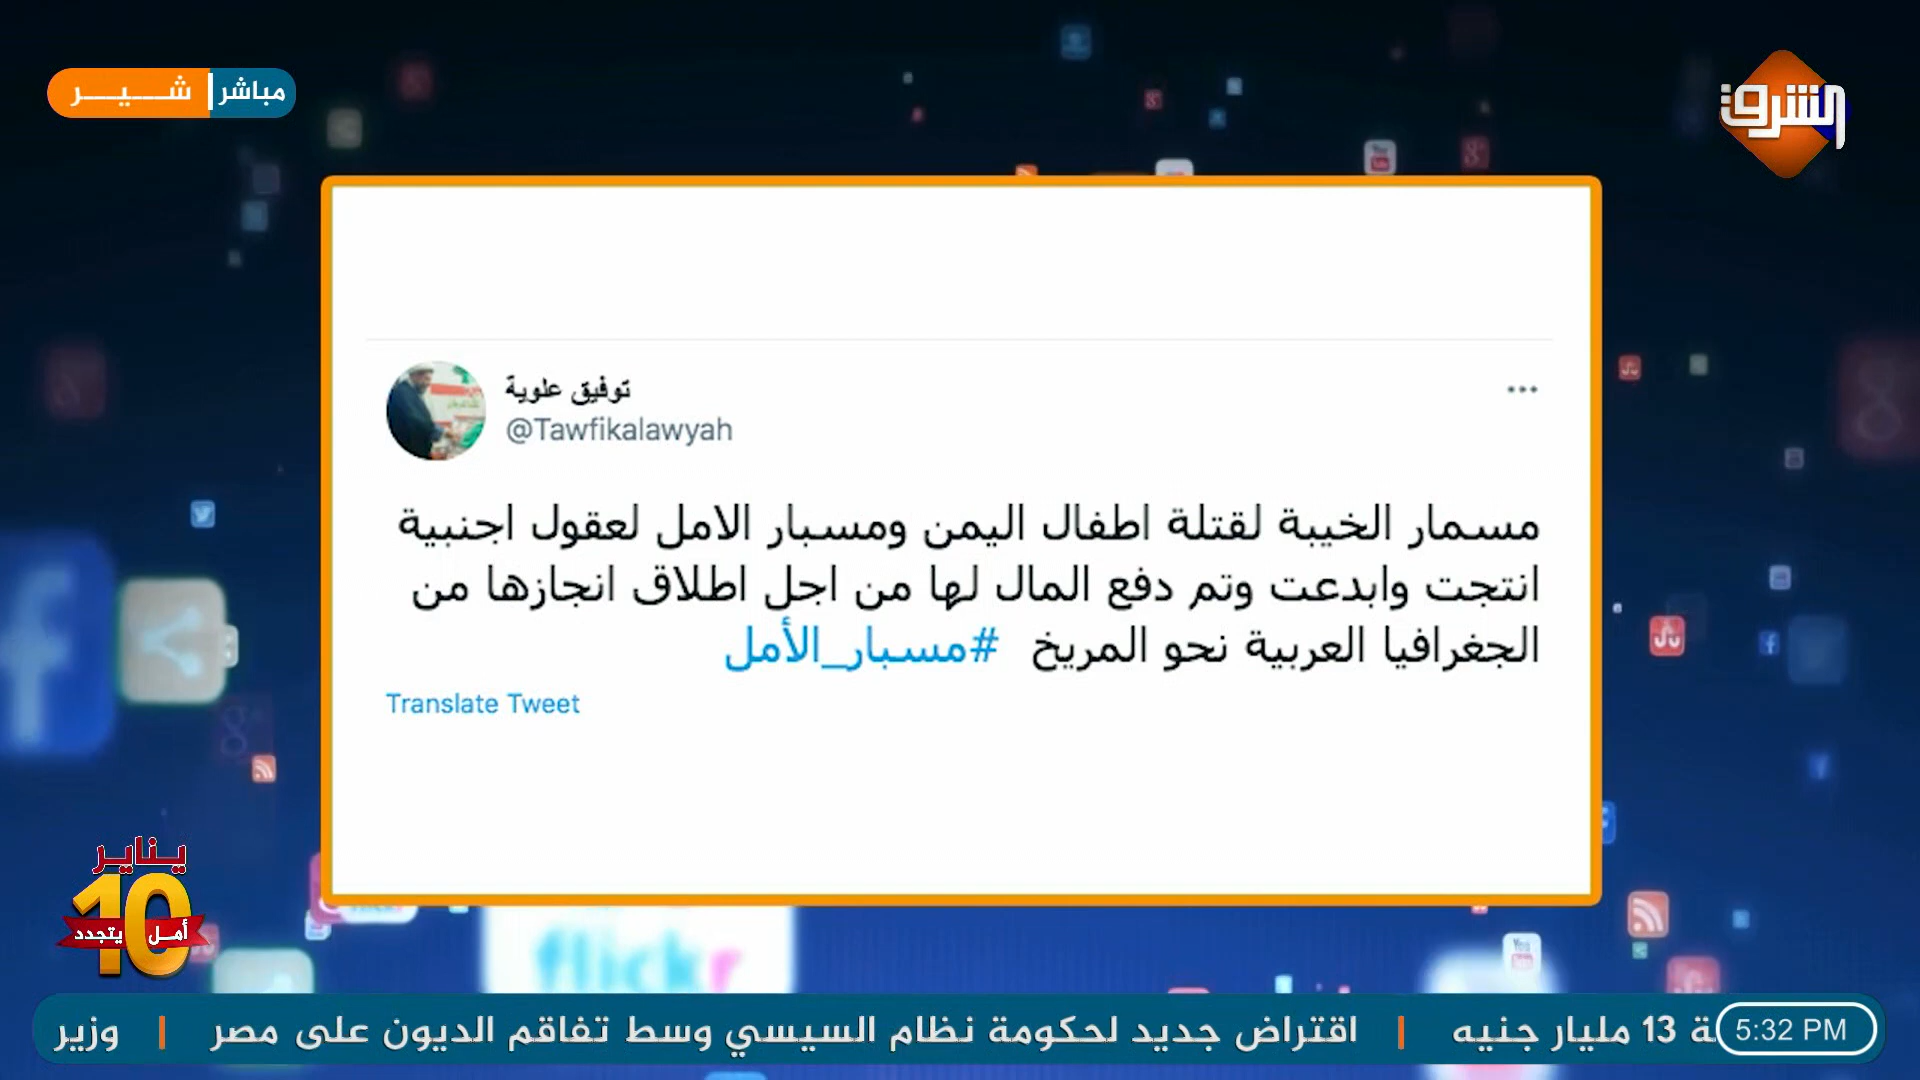 مباشر | شيــر
الشرق
توفيق علوية
@Tawfikalawyah
مسمار الخيبة لقتلة اطفال اليمن ومسبار الامل لعقول اجنبية
انتجت وابدعت وتم دفع المال لها من اجل اطلاق انجازها من
الجغرافيا العربية نحو المريخ #مسبار_الأمل
Translate Tweet
يناير
10
أمل يتجدد
flickr
ة 13 مليار جنيه | اقتراض جديد لحكومة نظام السيسي وسط تفاقم الديون على مصر | وزير
5:32 PM